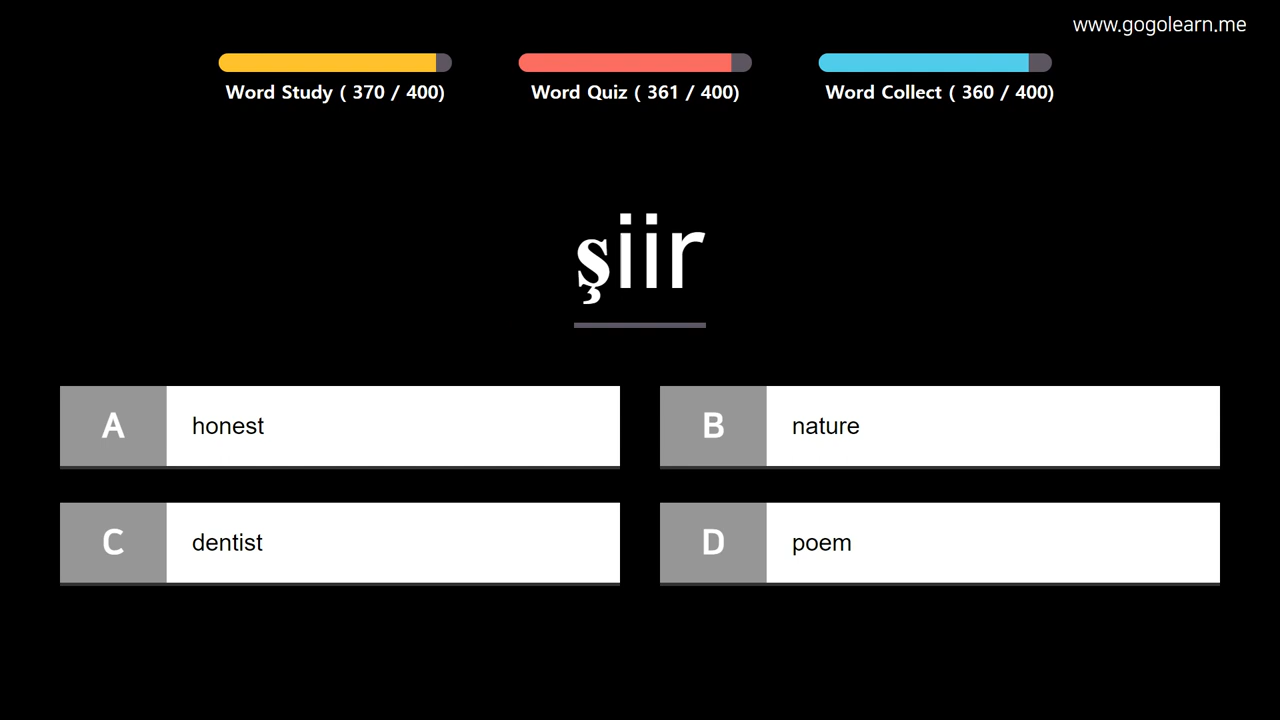 www.gogolearn.me
Word Study ( 370 / 400)
Word Quiz ( 361 / 400)
Word Collect ( 360 / 400)
şiir
A honest
B nature
C dentist
D poem